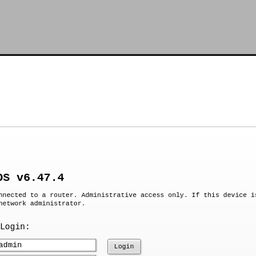 OS v6.47.4
nnected to a router. Administrative access only. If this device is
network administrator.
Login:
admin
Login